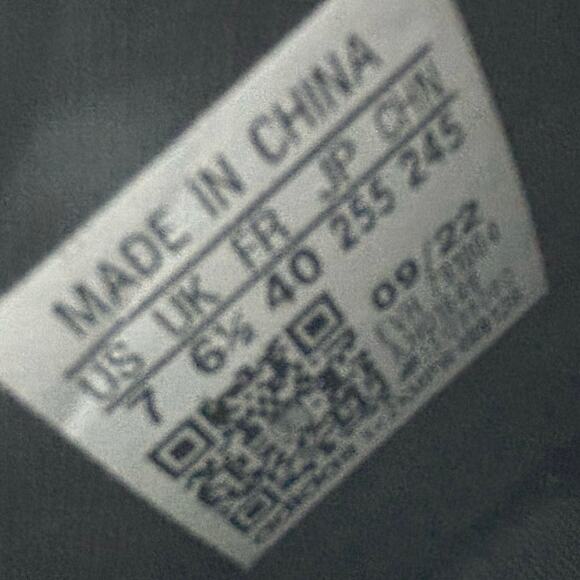 MADE IN CHINA
US UK FR JP CHN
7 6½ 40 255 245
09/22